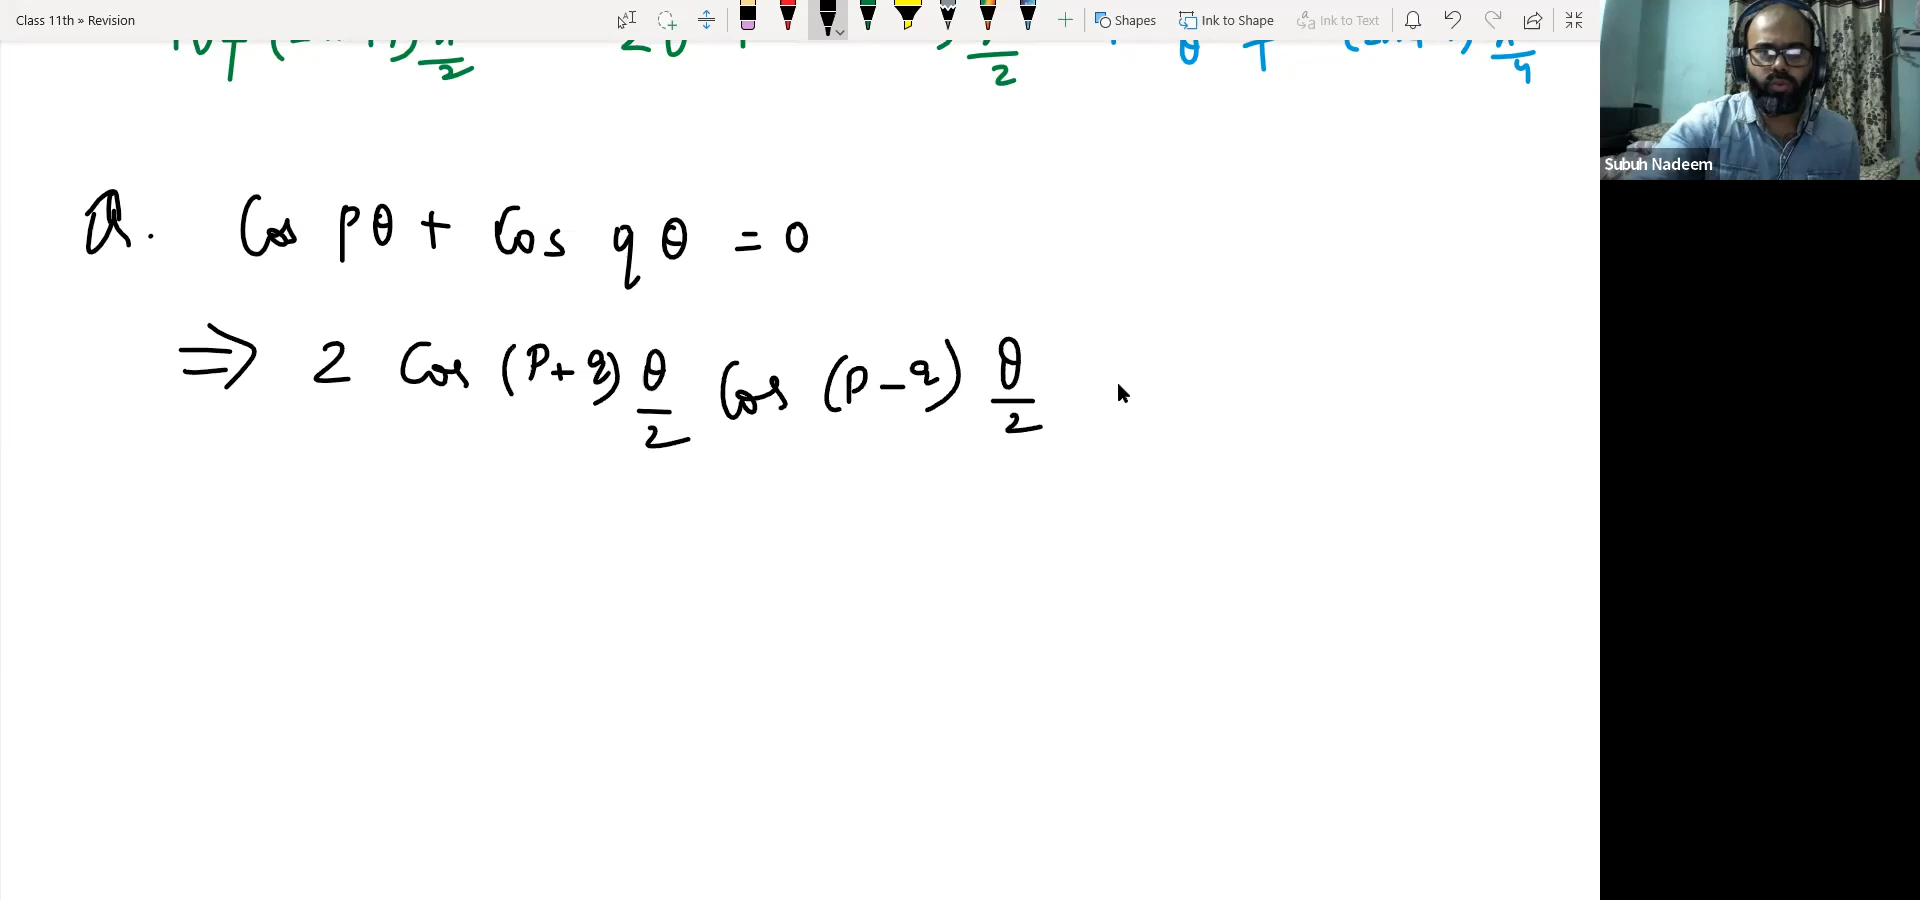 Class 11th » Revision
Shapes Ink to Shape Ink to Text
Subuh Nadeem
Q. Cos pθ + Cos qθ = 0
⇒ 2 Cos (p+q) θ/2 Cos (p-q) θ/2